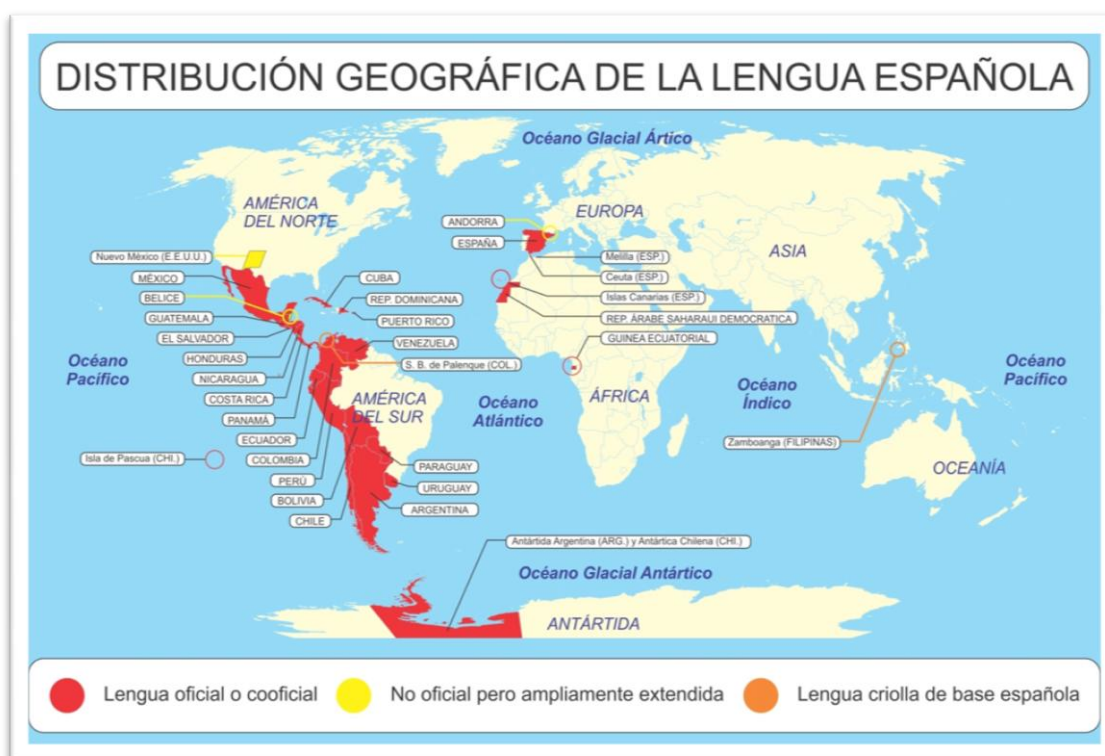 DISTRIBUCIÓN GEOGRÁFICA DE LA LENGUA ESPAÑOLA
Océano Glacial Ártico
AMÉRICA
DEL NORTE
EUROPA
ASIA
ANDORRA
ESPAÑA
Nuevo México (E.E.U.U.)
MÉXICO
BELICE
GUATEMALA
EL SALVADOR
HONDURAS
NICARAGUA
COSTA RICA
PANAMÁ
ECUADOR
COLOMBIA
PERÚ
BOLIVIA
CHILE
CUBA
REP. DOMINICANA
PUERTO RICO
VENEZUELA
S. B. de Palenque (COL.)
Melilla (ESP.)
Ceuta (ESP.)
Islas Canarias (ESP.)
REP. ÁRABE SAHARAUI DEMOCRATICA
GUINEA ECUATORIAL
Océano
Pacífico
AMÉRICA
DEL SUR
Océano
Atlántico
ÁFRICA
Océano
Índico
Océano
Pacífico
Isla de Pascua (CHI.)
PARAGUAY
URUGUAY
ARGENTINA
Zamboanga (FILIPINAS)
OCEANÍA
Antártida Argentina (ARG.) y Antártica Chilena (CHI.)
Océano Glacial Antártico
ANTÁRTIDA
Lengua oficial o cooficial
No oficial pero ampliamente extendida
Lengua criolla de base española